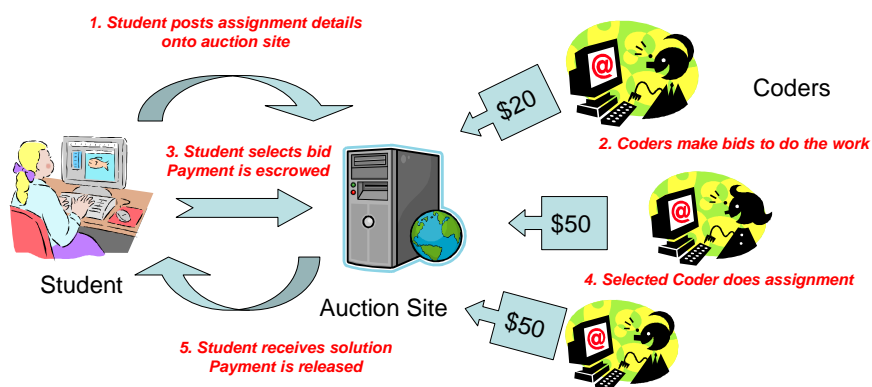 1. Student posts assignment details
onto auction site
$20
Coders
2. Coders make bids to do the work
3. Student selects bid
Payment is escrowed
@
@
$50
Student
4. Selected Coder does assignment
Auction Site
$50
@
5. Student receives solution
Payment is released